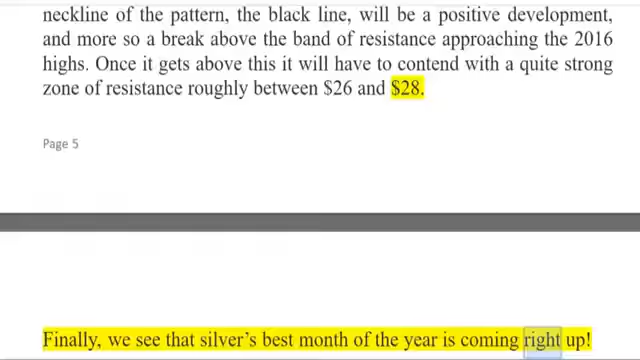 neckline of the pattern, the black line, will be a positive development,
and more so a break above the band of resistance approaching the 2016
highs. Once it gets above this it will have to contend with a quite strong
zone of resistance roughly between $26 and $28.
Page 5
Finally, we see that silver’s best month of the year is coming right up!